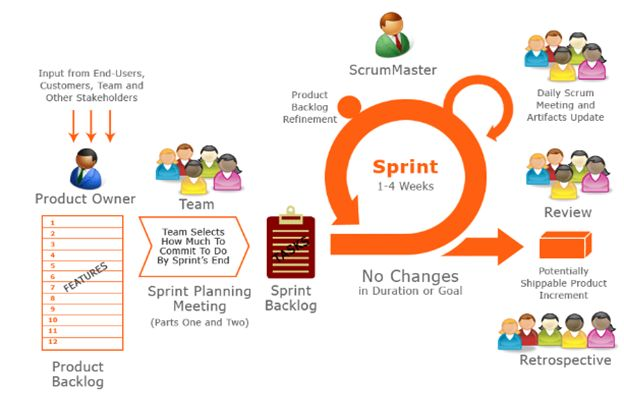 Input from End-Users,
Customers, Team and
Other Stakeholders
Product Owner
1
2
3
4
5
6
7
8
9
10
11
12
FEATURES
Product
Backlog
Team
Team Selects
How Much To
Commit To Do
By Sprint's End
Sprint Planning
Meeting
(Parts One and Two)
TASKS
Sprint
Backlog
ScrumMaster
Product
Backlog
Refinement
Sprint
1-4 Weeks
No Changes
in Duration or Goal
Daily Scrum
Meeting and
Artifacts Update
Review
Potentially
Shippable Product
Increment
Retrospective